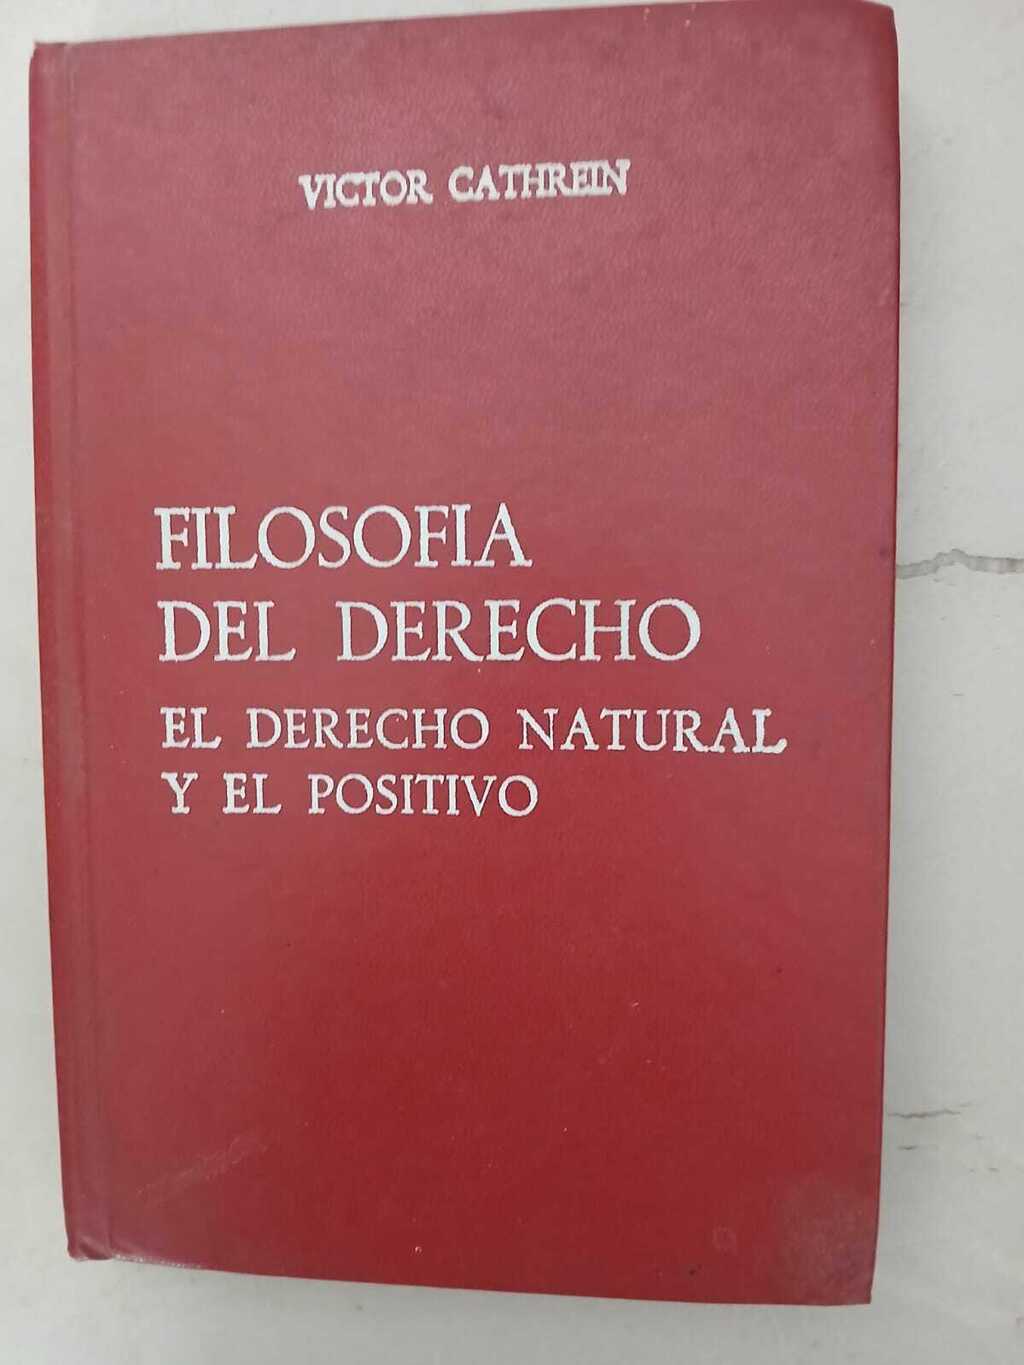 VICTOR CATHREIN
FILOSOFIA
DEL DERECHO
EL DERECHO NATURAL
Y EL POSITIVO